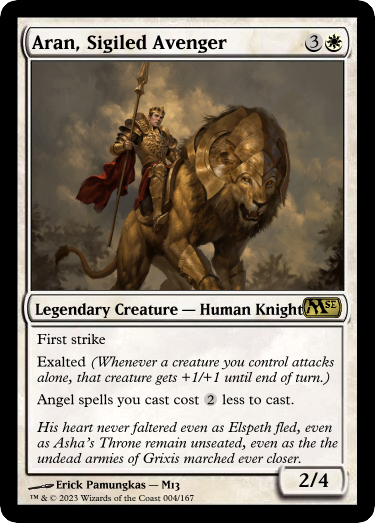 Aran, Sigiled Avenger 3
Legendary Creature — Human Knight M SE
First strike
Exalted (Whenever a creature you control attacks
alone, that creature gets +1/+1 until end of turn.)
Angel spells you cast cost 2 less to cast.
His heart never faltered even as Elspeth fled, even
as Asha's Throne remain unseated, even as the the
undead armies of Grixis marched ever closer.
2/4
Erick Pamungkas — M13
™ & © 2023 Wizards of the Coast 004/167